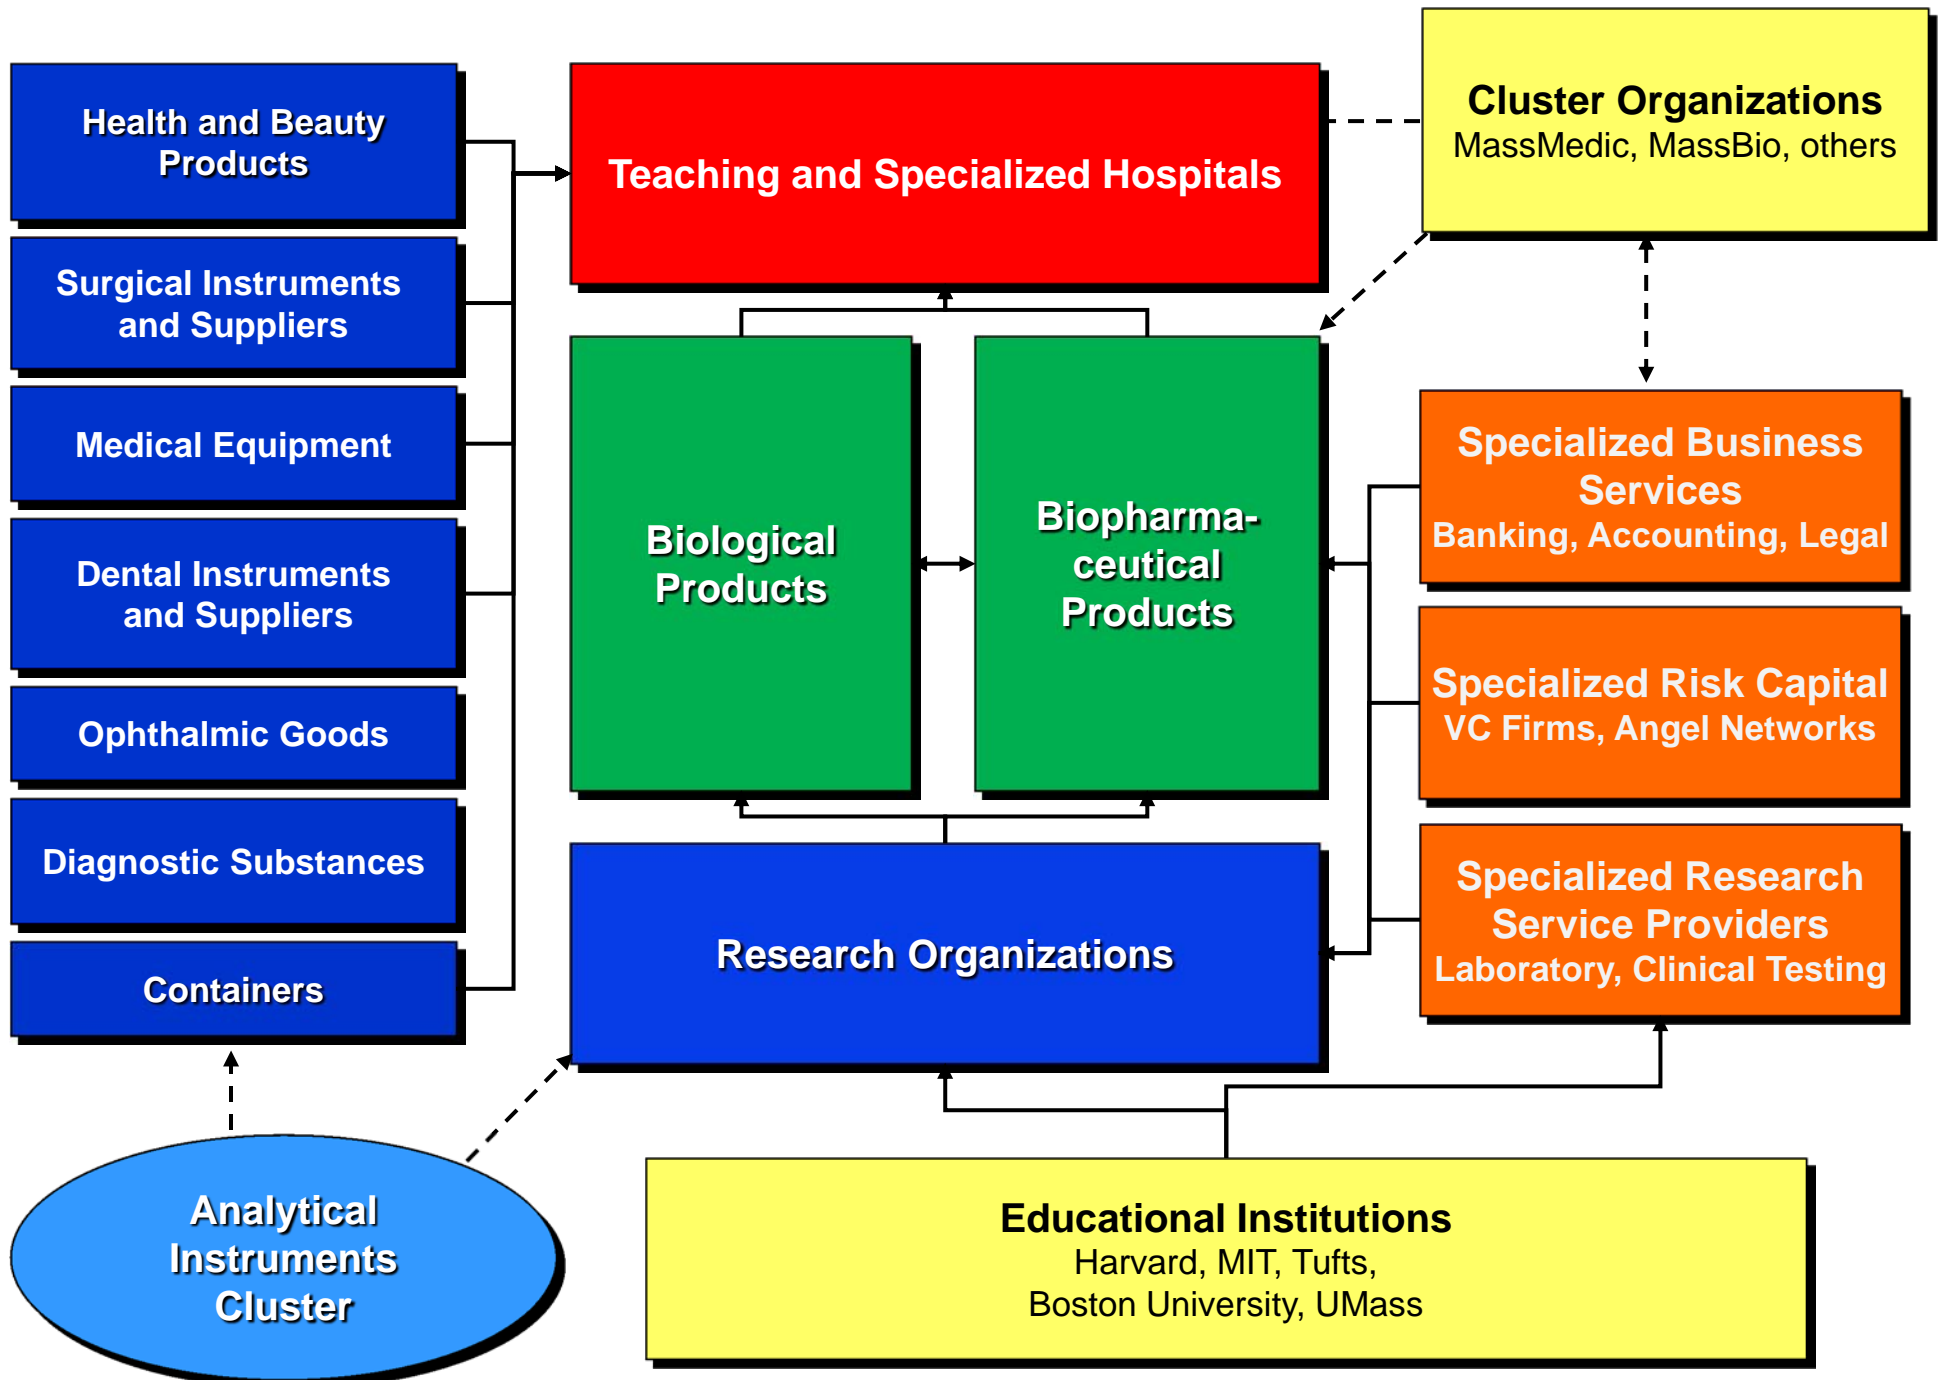 Health and Beauty
Products
Surgical Instruments
and Suppliers
Medical Equipment
Dental Instruments
and Suppliers
Ophthalmic Goods
Diagnostic Substances
Containers
Analytical
Instruments
Cluster
Teaching and Specialized Hospitals
Biological
Products
Biopharma-
ceutical
Products
Research Organizations
Cluster Organizations
MassMedic, MassBio, others
Specialized Business
Services
Banking, Accounting, Legal
Specialized Risk Capital
VC Firms, Angel Networks
Specialized Research
Service Providers
Laboratory, Clinical Testing
Educational Institutions
Harvard, MIT, Tufts,
Boston University, UMass